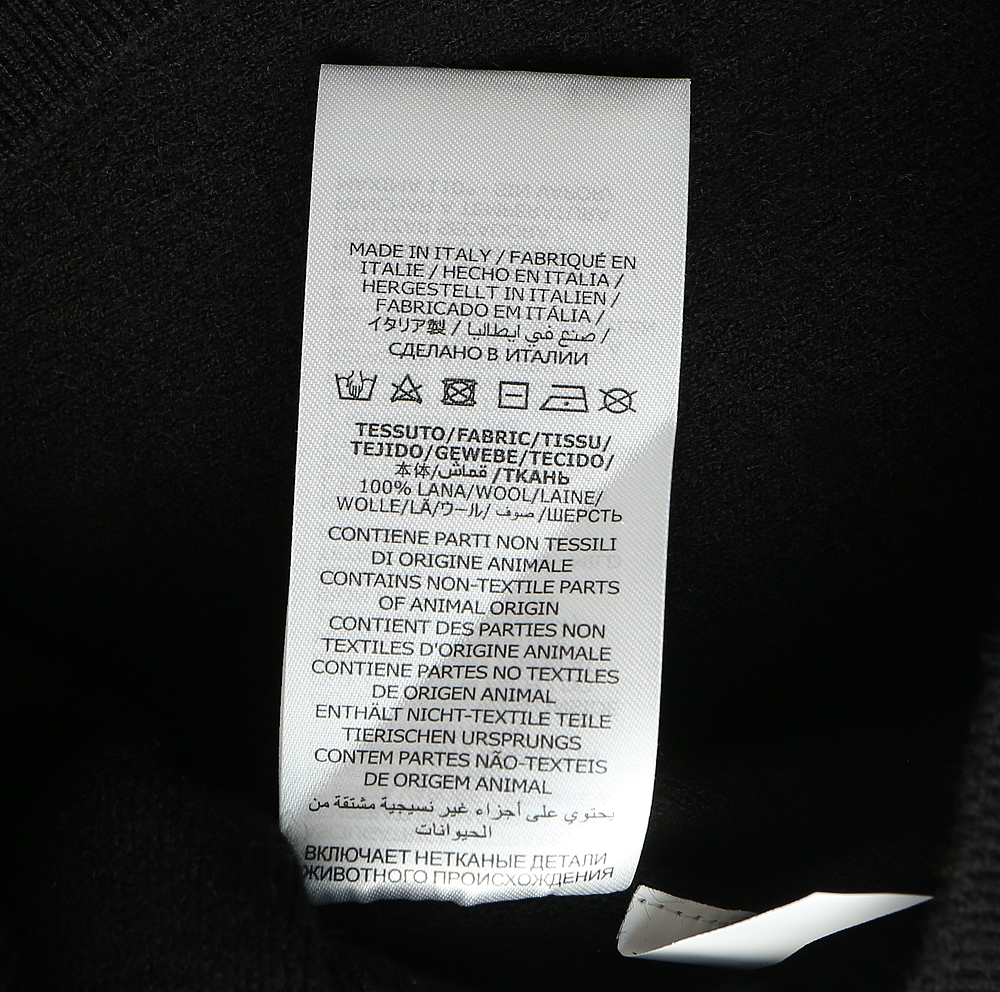 MADE IN ITALY / FABRIQUÉ EN
ITALIE / HECHO EN ITALIA /
HERGESTELLT IN ITALIEN /
FABRICADO EM ITÁLIA /
イタリア製 / صنع في ايطاليا /
СДЕЛАНО В ИТАЛИИ
TESSUTO/FABRIC/TISSU/
TEJIDO/GEWEBE/TECIDO/
本体/قماش/ТКАНЬ
100% LANA/WOOL/LAINE/
WOLLE/LÃ/ウール/ صوف /ШЕРСТЬ
CONTIENE PARTI NON TESSILI
DI ORIGINE ANIMALE
CONTAINS NON-TEXTILE PARTS
OF ANIMAL ORIGIN
CONTIENT DES PARTIES NON
TEXTILES D'ORIGINE ANIMALE
CONTIENE PARTES NO TEXTILES
DE ORIGEN ANIMAL
ENTHÄLT NICHT-TEXTILE TEILE
TIERISCHEN URSPRUNGS
CONTEM PARTES NÃO-TEXTEIS
DE ORIGEM ANIMAL
يحتوي على أجزاء غير نسيجية مشتقة من
الحيوانات
ВКЛЮЧАЕТ НЕТКАНЫЕ ДЕТАЛИ
ЖИВОТНОГО ПРОИСХОЖДЕНИЯ